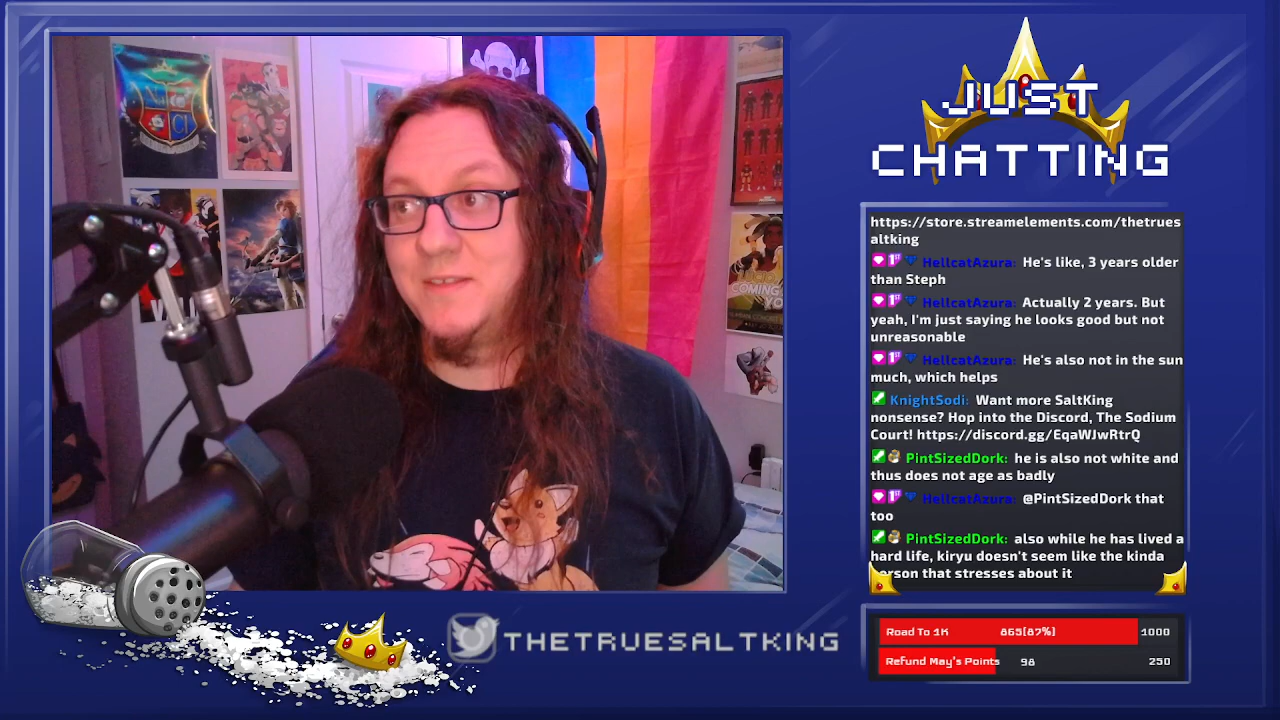 JUST
CHATTING
https://store.streamelements.com/thetrues
altking
HellcatAzura: He's like, 3 years older
than Steph
HellcatAzura: Actually 2 years. But
yeah, I'm just saying he looks good but not
unreasonable
HellcatAzura: He's also not in the sun
much, which helps
KnightSodi: Want more SaltKing
nonsense? Hop into the Discord, The Sodium
Court! https://discord.gg/EqaWJwRtrQ
PintSizedDork: he is also not white and
thus does not age as badly
HellcatAzura: @PintSizedDork that
too
PintSizedDork: also while he has lived a
hard life, kiryu doesn't seem like the kinda
person that stresses about it
Road To 1K 865(87%) 1000
Refund May's Points 98 250
THETRUESALTKING
COMING
YO